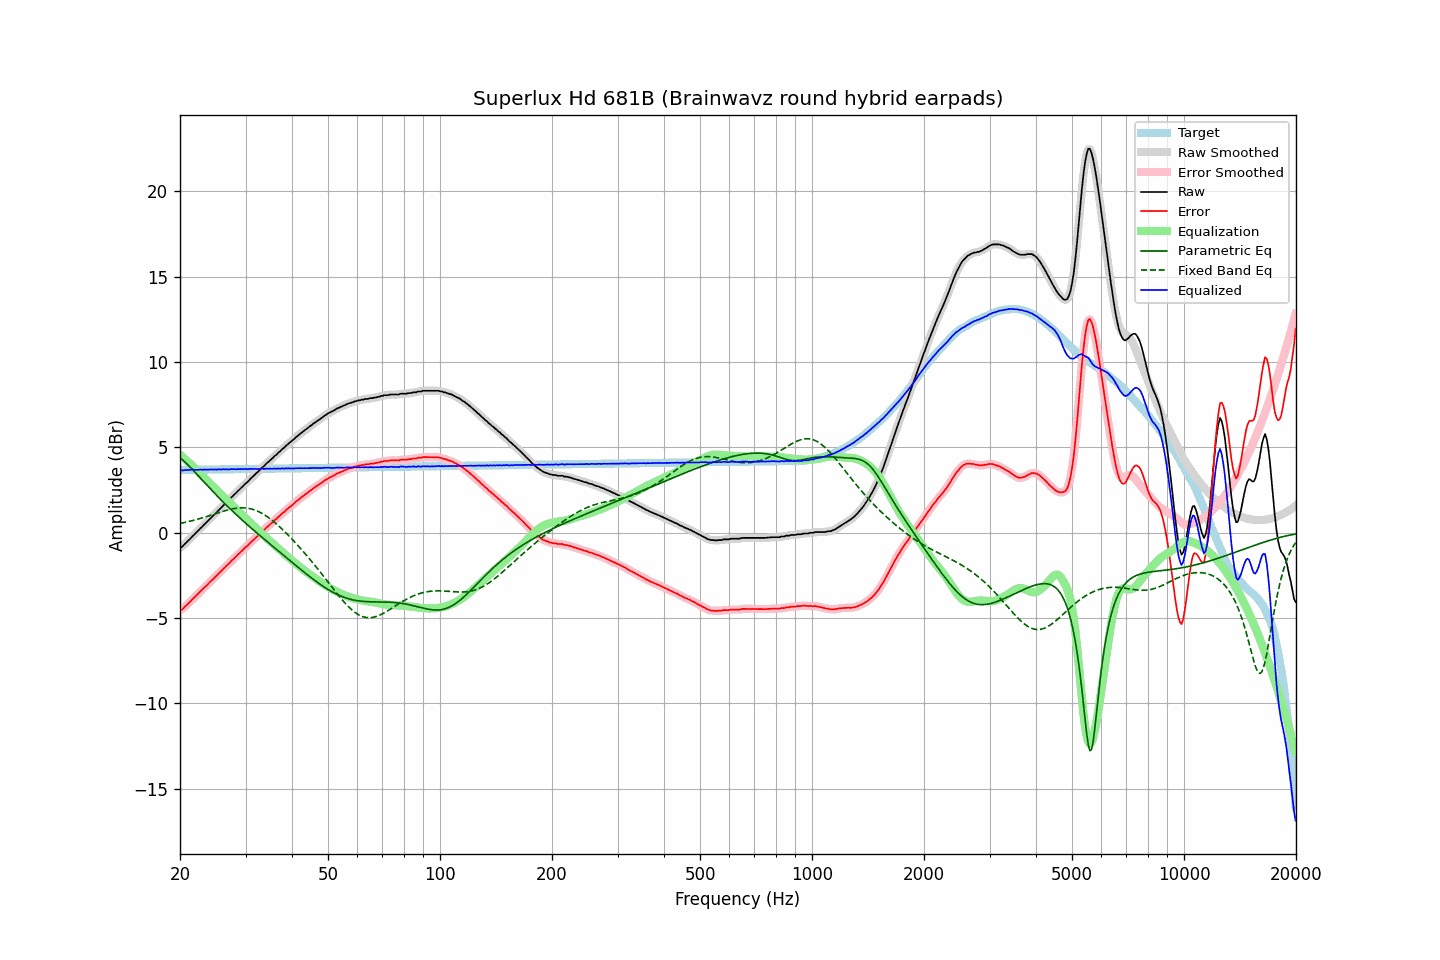 Superlux Hd 681B (Brainwavz round hybrid earpads)
Target
Raw Smoothed
Error Smoothed
Raw
Error
Equalization
Parametric Eq
Fixed Band Eq
Equalized
Amplitude (dBr)
20
15
10
5
0
−5
−10
−15
20 50 100 200 500 1000 2000 5000 10000 20000
Frequency (Hz)